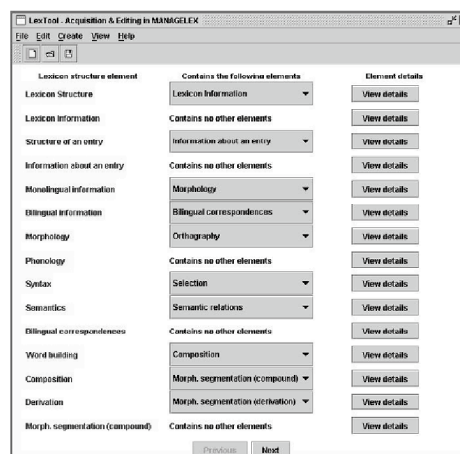 LexTool - Acquisition & Editing in MANAGELEX
File Edit Create View Help
Lexicon structure element Contains the following elements Element details
Lexicon Structure Lexicon Information View details
Lexicon Information Contains no other elements View details
Structure of an entry Information about an entry View details
Information about an entry Contains no other elements View details
Monolingual information Morphology View details
Bilingual information Bilingual correspondences View details
Morphology Orthography View details
Phonology Contains no other elements View details
Syntax Selection View details
Semantics Semantic relations View details
Bilingual correspondences Contains no other elements View details
Word building Composition View details
Composition Morph. segmentation (compound) View details
Derivation Morph. segmentation (derivation) View details
Morph. segmentation (compound) Contains no other elements View details
Previous Next